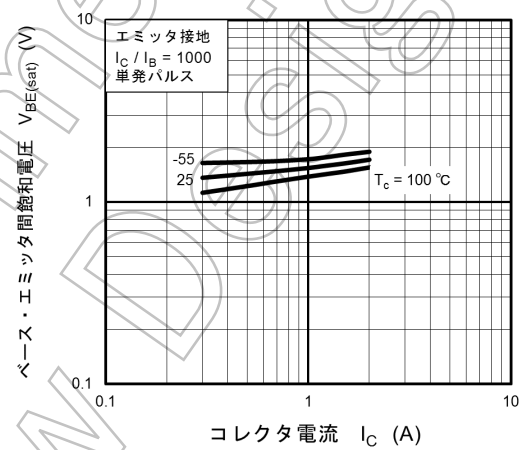 10
エミッタ接地
I_C / I_B = 1000
単発パルス
-55
25
T_c = 100 ℃
1
0.1
0.1
1
10
ベース・エミッタ間飽和電圧 V_BE(sat) (V)
コレクタ電流 I_C (A)